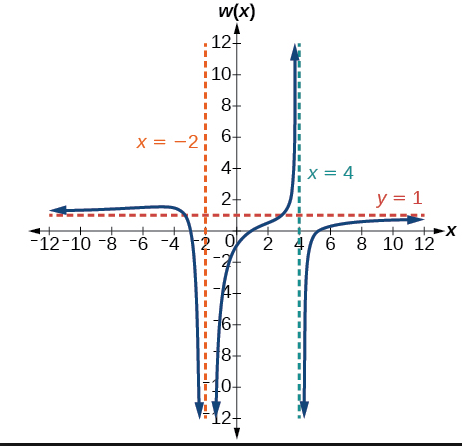 w(x)
12
10
8
x = −2 6
4 x = 4
2 y = 1
−12 −10 −8 −6 −4 −2 0 2 4 6 8 10 12 x
−2
−4
−6
−8
−10
−12